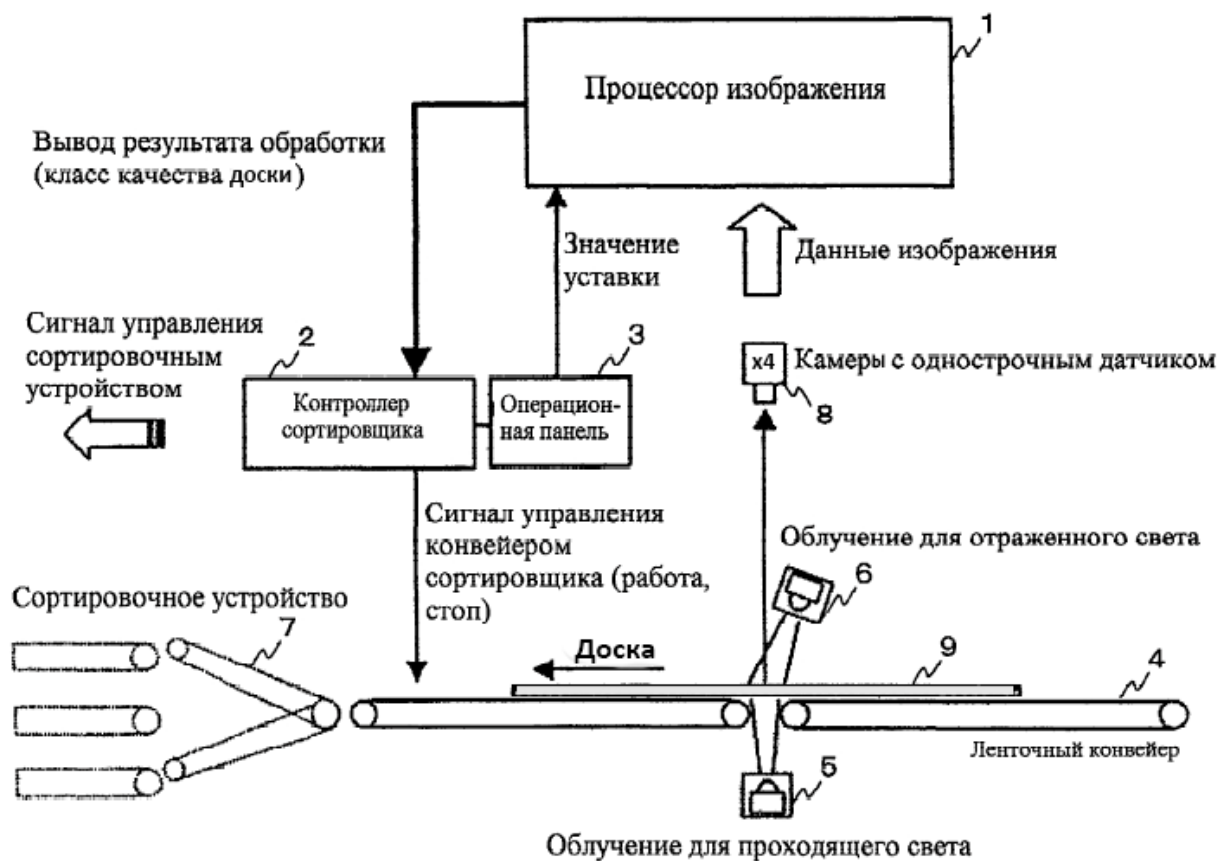 1
Процессор изображения
Вывод результата обработки
(класс качества доски)
Значение
уставки
Данные изображения
Сигнал управления
сортировочным
устройством
2
Контроллер
сортировщика
3
Операцион-
ная панель
x4
Камеры с однострочным датчиком
8
Сигнал управления
конвейером
сортировщика (работа,
стоп)
Облучение для отраженного света
6
Сортировочное устройство
7
Доска
9
4
Ленточный конвейер
5
Облучение для проходящего света